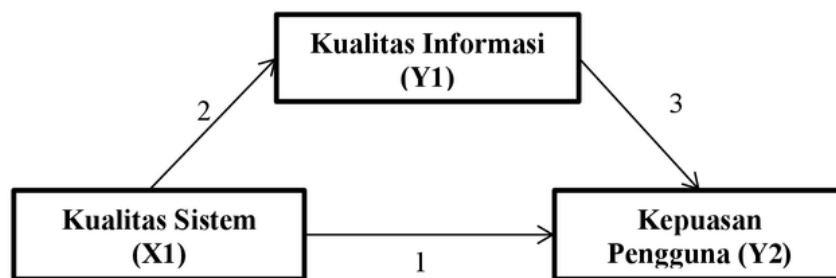 Kualitas Informasi
(Y1)
2
3
Kualitas Sistem
(X1)
Kepuasan
Pengguna (Y2)
1